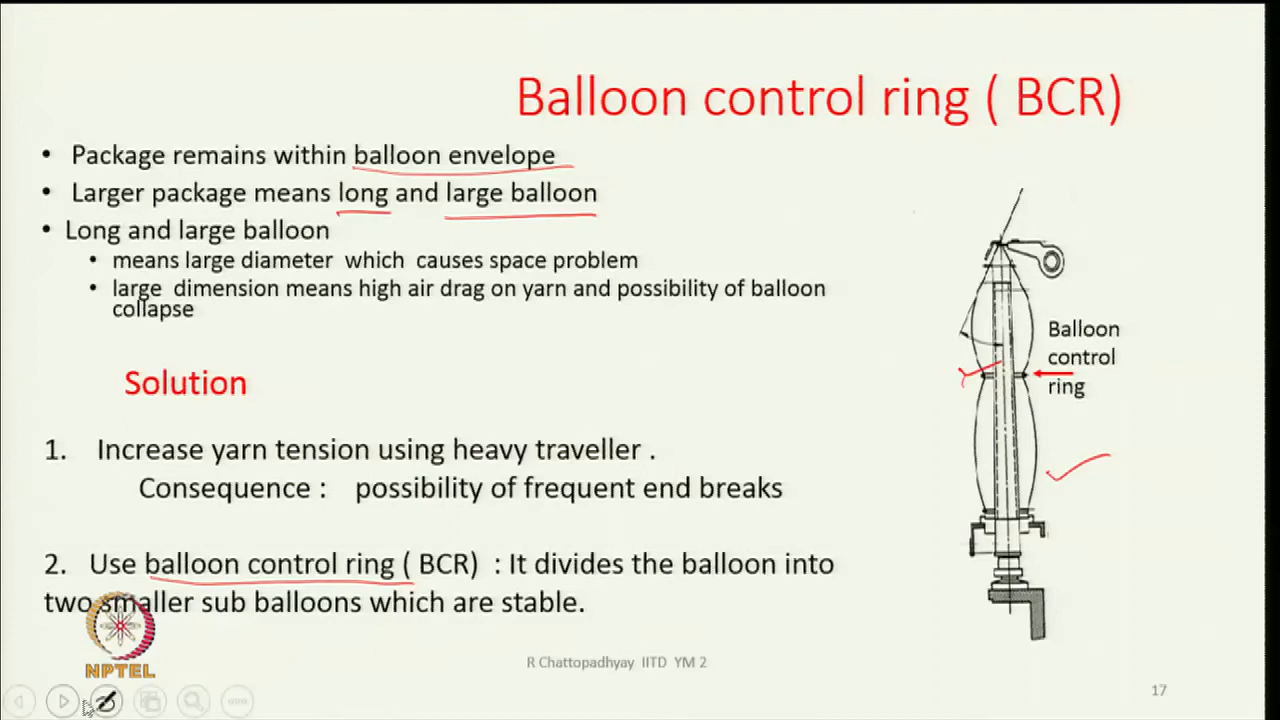 Balloon control ring ( BCR)
• Package remains within balloon envelope
• Larger package means long and large balloon
• Long and large balloon
• means large diameter which causes space problem
• large dimension means high air drag on yarn and possibility of balloon
collapse
Balloon
control
ring
Solution
1. Increase yarn tension using heavy traveller .
Consequence : possibility of frequent end breaks
2. Use balloon control ring ( BCR) : It divides the balloon into
two smaller sub balloons which are stable.
NPTEL
R Chattopadhyay IITD YM 2
17